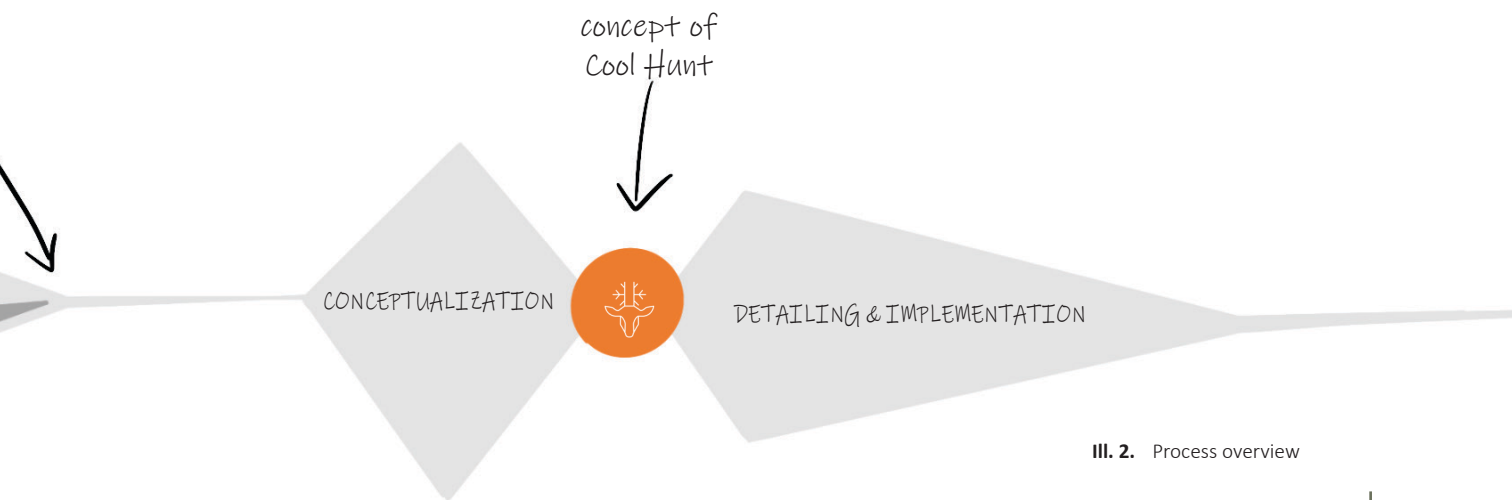 concept of
Cool Hunt
CONCEPTUALIZATION
DETAILING & IMPLEMENTATION
Ill. 2. Process overview